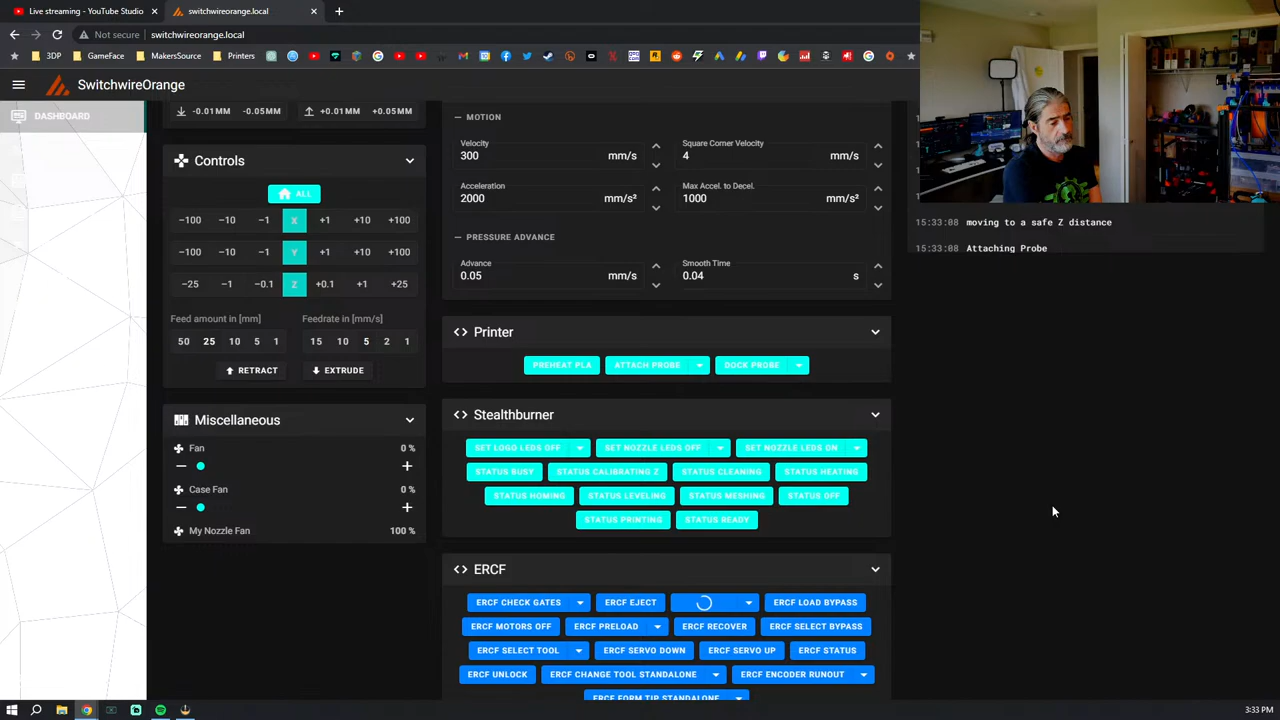 Live streaming - YouTube Studio
switchwireorange.local
Not secure
switchwireorange.local
3DP
GameFace
MakersSource
Printers
SwitchwireOrange
DASHBOARD
-0.01MM
-0.05MM
+0.01MM
+0.05MM
Controls
ALL
−100 −10 −1 X +1 +10 +100
−100 −10 −1 Y +1 +10 +100
−25 −1 −0.1 Z +0.1 +1 +25
Feed amount in [mm]
Feedrate in [mm/s]
50 25 10 5 1
15 10 5 2 1
RETRACT
EXTRUDE
Miscellaneous
Fan 0 %
Case Fan 0 %
My Nozzle Fan 100 %
MOTION
Velocity
300 mm/s
Square Corner Velocity
4 mm/s
Acceleration
2000 mm/s²
Max Accel. to Decel.
1000 mm/s²
PRESSURE ADVANCE
Advance
0.05 mm/s
Smooth Time
0.04 s
Printer
PREHEAT PLA
ATTACH PROBE
DOCK PROBE
Stealthburner
SET LOGO LEDS OFF
SET NOZZLE LEDS OFF
SET NOZZLE LEDS ON
STATUS BUSY
STATUS CALIBRATING Z
STATUS CLEANING
STATUS HEATING
STATUS HOMING
STATUS LEVELING
STATUS MESHING
STATUS OFF
STATUS PRINTING
STATUS READY
ERCF
ERCF CHECK GATES
ERCF EJECT
ERCF LOAD BYPASS
ERCF MOTORS OFF
ERCF PRELOAD
ERCF RECOVER
ERCF SELECT BYPASS
ERCF SELECT TOOL
ERCF SERVO DOWN
ERCF SERVO UP
ERCF STATUS
ERCF UNLOCK
ERCF CHANGE TOOL STANDALONE
ERCF ENCODER RUNOUT
ERCF FORM TIP STANDALONE
15:33:08 moving to a safe Z distance
15:33:08 Attaching Probe
3:33 PM